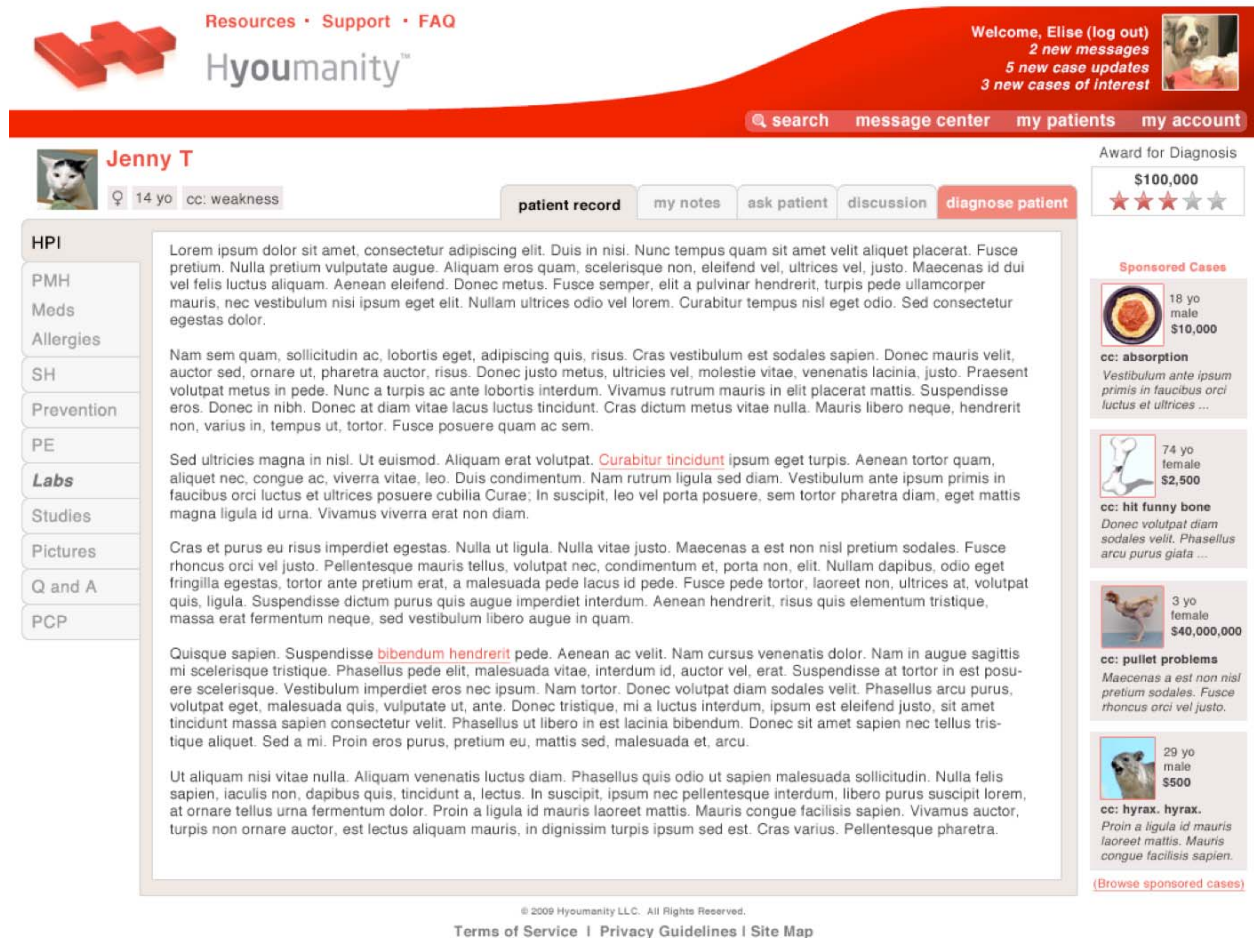 Resources · Support · FAQ
Hyoumanity™
Welcome, Elise (log out)
2 new messages
5 new case updates
3 new cases of interest
search message center my patients my account
Jenny T
♀ 14 yo cc: weakness
patient record my notes ask patient discussion diagnose patient
Award for Diagnosis
$100,000
HPI
PMH
Meds
Allergies
SH
Prevention
PE
Labs
Studies
Pictures
Q and A
PCP
Lorem ipsum dolor sit amet, consectetur adipiscing elit. Duis in nisi. Nunc tempus quam sit amet velit aliquet placerat. Fusce
pretium. Nulla pretium vulputate augue. Aliquam eros quam, scelerisque non, eleifend vel, ultrices vel, justo. Maecenas id dui
vel felis luctus aliquam. Aenean eleifend. Donec metus. Fusce semper, elit a pulvinar hendrerit, turpis pede ullamcorper
mauris, nec vestibulum nisi ipsum eget elit. Nullam ultrices odio vel lorem. Curabitur tempus nisl eget odio. Sed consectetur
egestas dolor.
Nam sem quam, sollicitudin ac, lobortis eget, adipiscing quis, risus. Cras vestibulum est sodales sapien. Donec mauris velit,
auctor sed, ornare ut, pharetra auctor, risus. Donec justo metus, ultricies vel, molestie vitae, venenatis lacinia, justo. Praesent
volutpat metus in pede. Nunc a turpis ac ante lobortis interdum. Vivamus rutrum mauris in elit placerat mattis. Suspendisse
eros. Donec in nibh. Donec at diam vitae lacus luctus tincidunt. Cras dictum metus vitae nulla. Mauris libero neque, hendrerit
non, varius in, tempus ut, tortor. Fusce posuere quam ac sem.
Sed ultricies magna in nisl. Ut euismod. Aliquam erat volutpat. Curabitur tincidunt ipsum eget turpis. Aenean tortor quam,
aliquet nec, congue ac, viverra vitae, leo. Duis condimentum. Nam rutrum ligula sed diam. Vestibulum ante ipsum primis in
faucibus orci luctus et ultrices posuere cubilia Curae; In suscipit, leo vel porta posuere, sem tortor pharetra diam, eget mattis
magna ligula id urna. Vivamus viverra erat non diam.
Cras et purus eu risus imperdiet egestas. Nulla ut ligula. Nulla vitae justo. Maecenas a est non nisl pretium sodales. Fusce
rhoncus orci vel justo. Pellentesque mauris tellus, volutpat nec, condimentum et, porta non, elit. Nullam dapibus, odio eget
fringilla egestas, tortor ante pretium erat, a malesuada pede lacus id pede. Fusce pede tortor, laoreet non, ultrices at, volutpat
quis, ligula. Suspendisse dictum purus quis augue imperdiet interdum. Aenean hendrerit, risus quis elementum tristique,
massa erat fermentum neque, sed vestibulum libero augue in quam.
Quisque sapien. Suspendisse bibendum hendrerit pede. Aenean ac velit. Nam cursus venenatis dolor. Nam in augue sagittis
mi scelerisque tristique. Phasellus pede elit, malesuada vitae, interdum id, auctor vel, erat. Suspendisse at tortor in est posu-
ere scelerisque. Vestibulum imperdiet eros nec ipsum. Nam tortor. Donec volutpat diam sodales velit. Phasellus arcu purus,
volutpat eget, malesuada quis, vulputate ut, ante. Donec tristique, mi a luctus interdum, ipsum est eleifend justo, sit amet
tincidunt massa sapien consectetur velit. Phasellus ut libero in est lacinia bibendum. Donec sit amet sapien nec tellus tris-
tique aliquet. Sed a mi. Proin eros purus, pretium eu, mattis sed, malesuada et, arcu.
Ut aliquam nisi vitae nulla. Aliquam venenatis luctus diam. Phasellus quis odio ut sapien malesuada sollicitudin. Nulla felis
sapien, iaculis non, dapibus quis, tincidunt a, lectus. In suscipit, ipsum nec pellentesque interdum, libero purus suscipit lorem,
at ornare tellus urna fermentum dolor. Proin a ligula id mauris laoreet mattis. Mauris congue facilisis sapien. Vivamus auctor,
turpis non ornare auctor, est lectus aliquam mauris, in dignissim turpis ipsum sed est. Cras varius. Pellentesque pharetra.
Sponsored Cases
18 yo
male
$10,000
cc: absorption
Vestibulum ante ipsum
primis in faucibus orci
luctus et ultrices ...
74 yo
female
$2,500
cc: hit funny bone
Donec volutpat diam
sodales velit. Phasellus
arcu purus giata ...
3 yo
female
$40,000,000
cc: pullet problems
Maecenas a est non nisl
pretium sodales. Fusce
rhoncus orci vel justo.
29 yo
male
$500
cc: hyrax. hyrax.
Proin a ligula id mauris
laoreet mattis. Mauris
congue facilisis sapien.
(Browse sponsored cases)
© 2009 Hyoumanity LLC. All Rights Reserved.
Terms of Service | Privacy Guidelines | Site Map